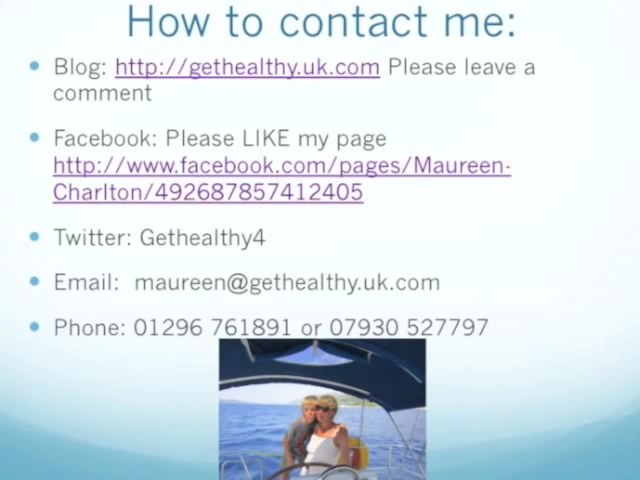 How to contact me:
Blog: http://gethealthy.uk.com Please leave a
comment
Facebook: Please LIKE my page
http://www.facebook.com/pages/Maureen-
Charlton/492687857412405
Twitter: Gethealthy4
Email: maureen@gethealthy.uk.com
Phone: 01296 761891 or 07930 527797